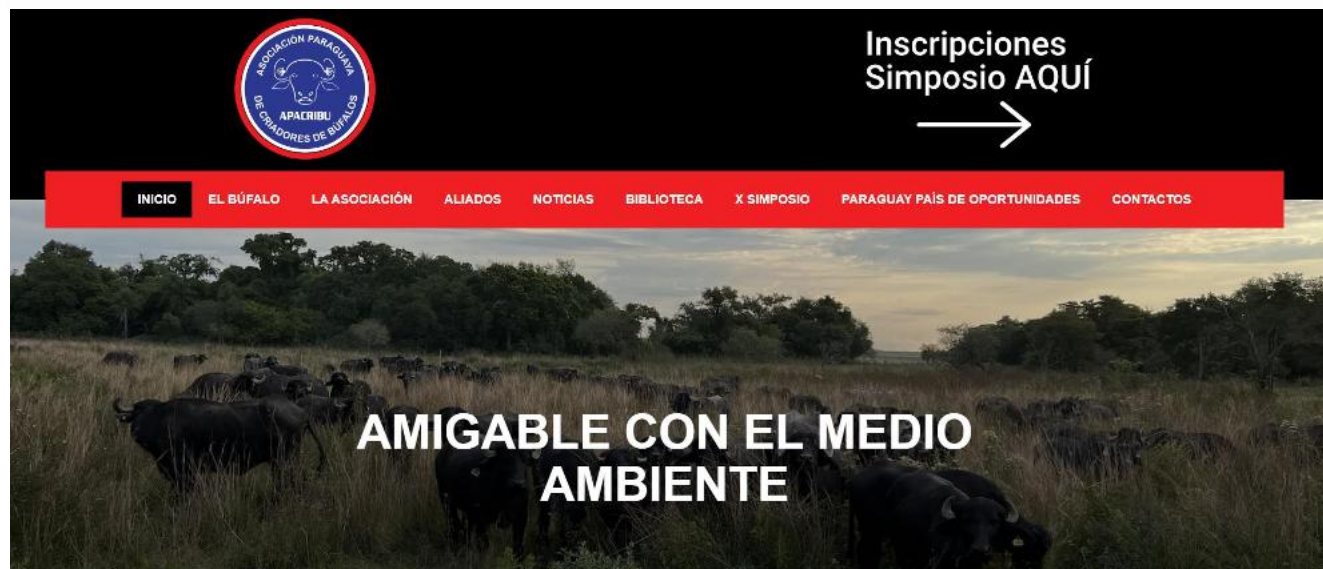 ASOCIACIÓN PARAGUAYA
DE CRIADORES DE BÚFALOS
APACRIBU
Inscripciones
Simposio AQUÍ
INICIO EL BÚFALO LA ASOCIACIÓN ALIADOS NOTICIAS BIBLIOTECA X SIMPOSIO PARAGUAY PAÌS DE OPORTUNIDADES CONTACTOS
AMIGABLE CON EL MEDIO
AMBIENTE